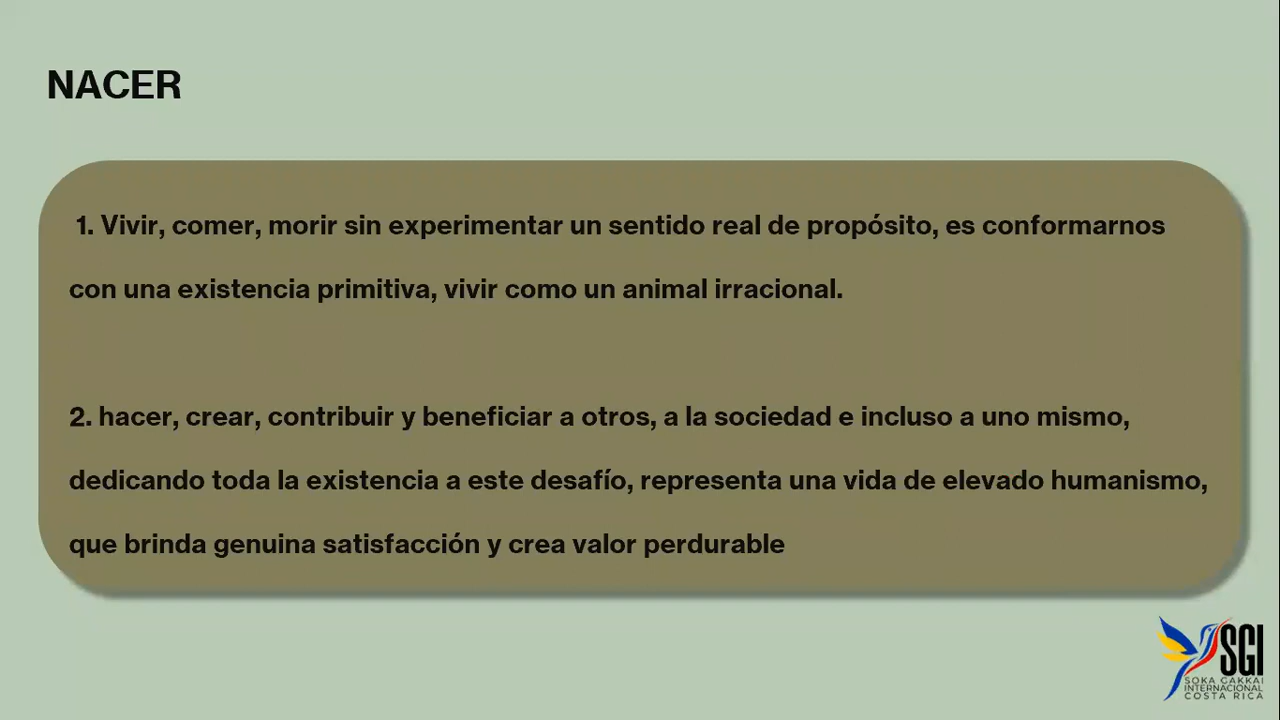 NACER
1. Vivir, comer, morir sin experimentar un sentido real de propósito, es conformarnos
con una existencia primitiva, vivir como un animal irracional.
2. hacer, crear, contribuir y beneficiar a otros, a la sociedad e incluso a uno mismo,
dedicando toda la existencia a este desafío, representa una vida de elevado humanismo,
que brinda genuina satisfacción y crea valor perdurable
SGI
SOKA GAKKAI
INTERNACIONAL
COSTA RICA